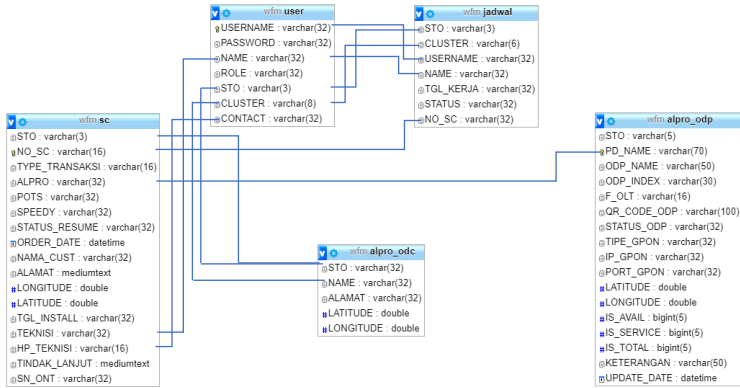 wfm user
USERNAME : varchar(32)
PASSWORD : varchar(32)
NAME : varchar(32)
ROLE : varchar(32)
STO : varchar(3)
CLUSTER : varchar(8)
CONTACT : varchar(32)
wfm jadwal
STO : varchar(3)
CLUSTER : varchar(6)
USERNAME : varchar(32)
NAME : varchar(32)
TGL_KERJA : varchar(32)
STATUS : varchar(32)
NO_SC : varchar(32)
wfm sc
STO : varchar(3)
NO_SC : varchar(16)
TYPE_TRANSAKSI : varchar(16)
ALPRO : varchar(32)
POTS : varchar(32)
SPEEDY : varchar(32)
STATUS_RESUME : varchar(32)
ORDER_DATE : datetime
NAMA_CUST : varchar(32)
ALAMAT : mediumtext
LONGITUDE : double
LATITUDE : double
TGL_INSTALL : varchar(32)
TEKNISI : varchar(32)
HP_TEKNISI : varchar(16)
TINDAK_LANJUT : mediumtext
SN_ONT : varchar(32)
wfm alpro_odc
STO : varchar(32)
NAME : varchar(32)
ALAMAT : varchar(32)
LATITUDE : double
LONGITUDE : double
wfm alpro_odp
STO : varchar(5)
PD_NAME : varchar(70)
ODP_NAME : varchar(50)
ODP_INDEX : varchar(30)
F_OLT : varchar(16)
QR_CODE_ODP : varchar(100)
STATUS_ODP : varchar(32)
TIPE_GPON : varchar(32)
IP_GPON : varchar(32)
PORT_GPON : varchar(32)
LATITUDE : double
LONGITUDE : double
IS_AVAIL : bigint(5)
IS_SERVICE : bigint(5)
IS_TOTAL : bigint(5)
KETERANGAN : varchar(50)
UPDATE_DATE : datetime